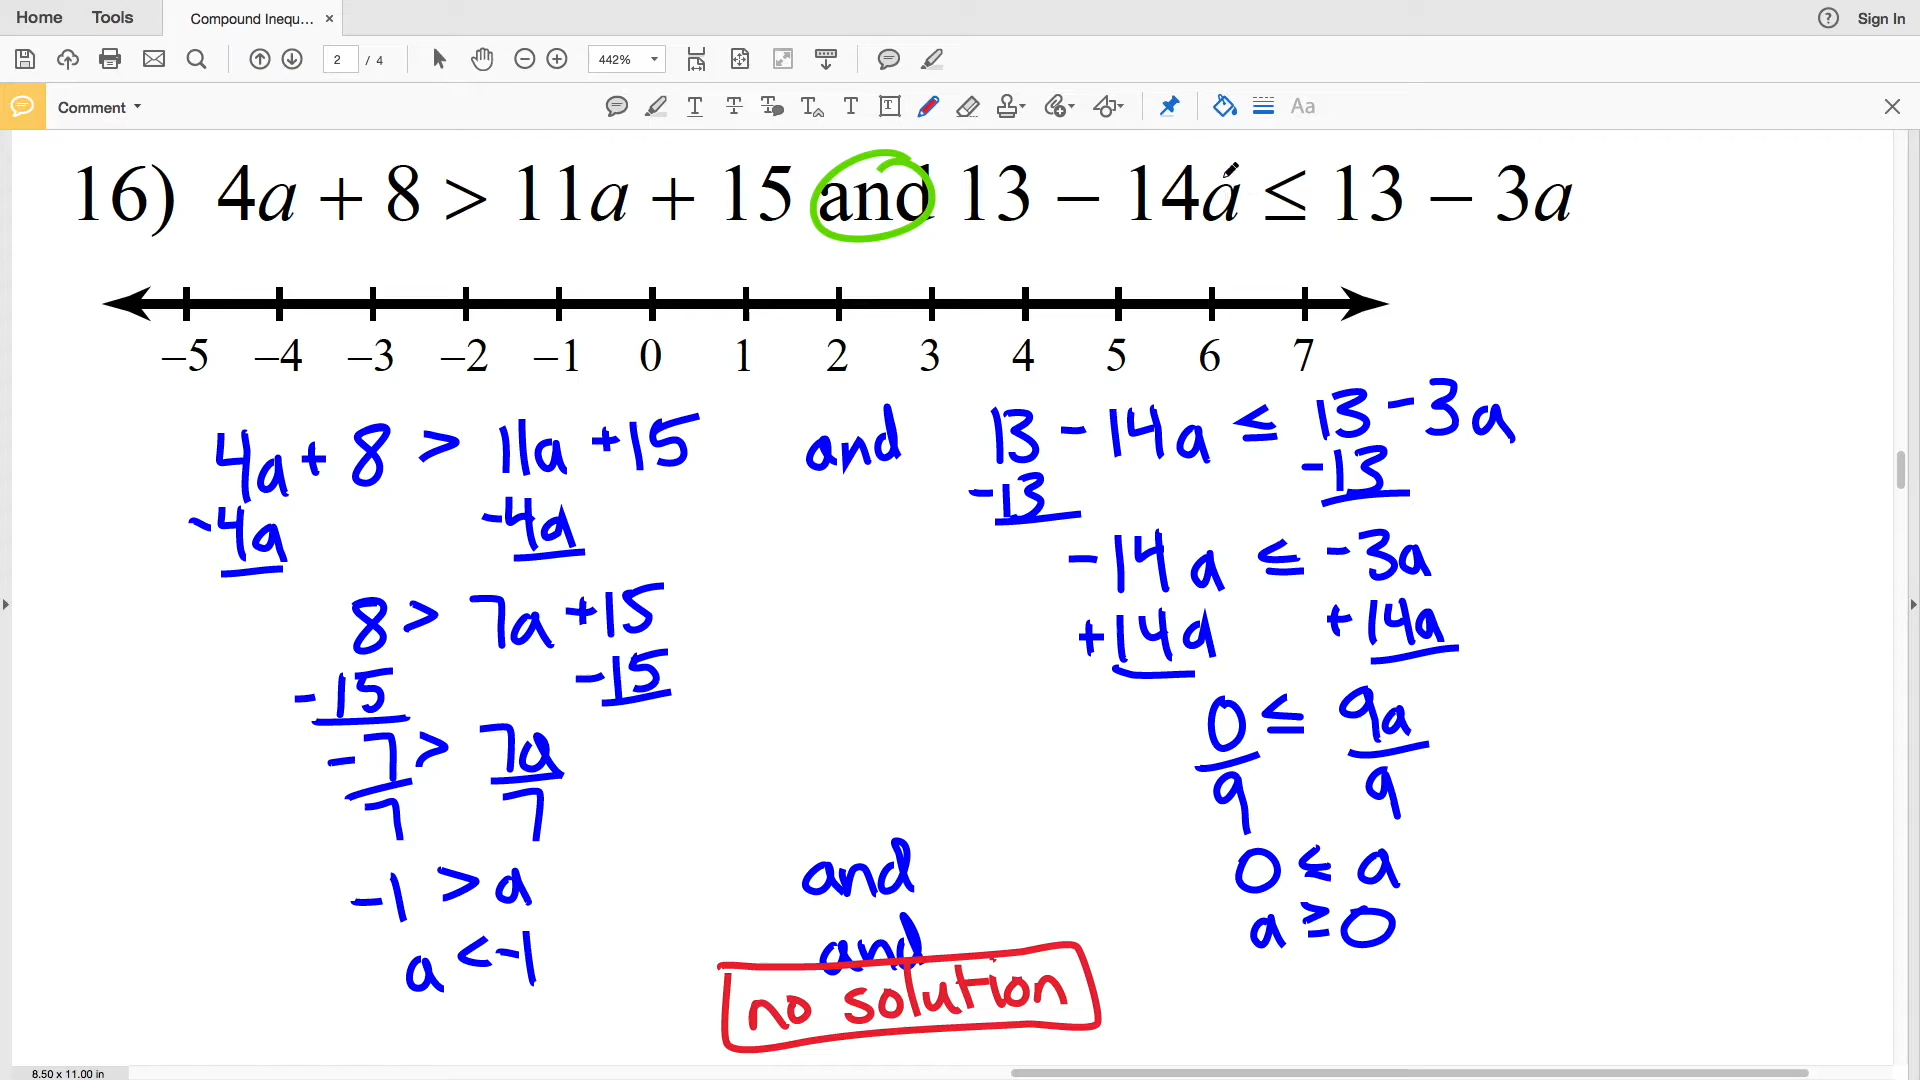 Home Tools Compound Inequ... × ? Sign In
2 / 4 442%
Comment Aa
16) 4a + 8 > 11a + 15 and 13 − 14a ≤ 13 − 3a
−5 −4 −3 −2 −1 0 1 2 3 4 5 6 7
4a + 8 > 11a + 15 and 13 - 14a ≤ 13 - 3a
-4a -4a -13 -13
-14a ≤ -3a
8 > 7a + 15 +14a +14a
-15 -15
0 ≤ 9a
-7 > 7a
9 9
7 7
-1 > a and 0 ≤ a
a < -1 and a ≥ 0
no solution
8.50 x 11.00 in